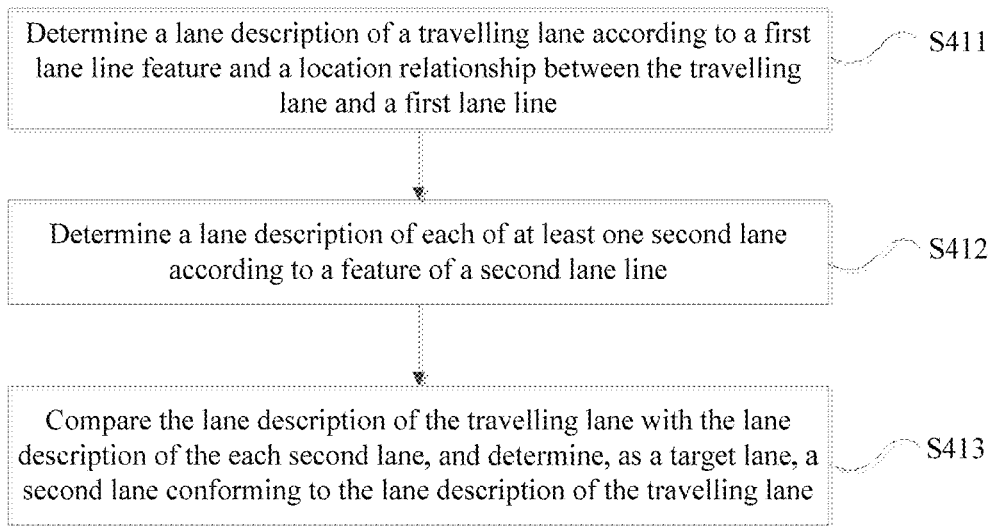 Determine a lane description of a travelling lane according to a first
lane line feature and a location relationship between the travelling
lane and a first lane line
S411
Determine a lane description of each of at least one second lane
according to a feature of a second lane line
S412
Compare the lane description of the travelling lane with the lane
description of the each second lane, and determine, as a target lane, a
second lane conforming to the lane description of the travelling lane
S413